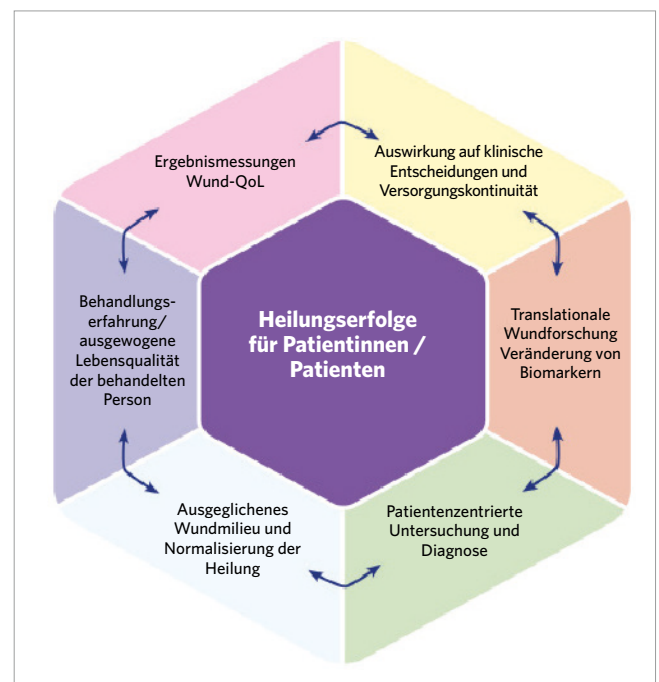 Ergebnismessungen
Wund-QoL
Auswirkung auf klinische
Entscheidungen und
Versorgungskontinuität
Behandlungs-
erfahrung/
ausgewogene
Lebensqualität
der behandelten
Person
Heilungserfolge
für Patientinnen /
Patienten
Translationale
Wundforschung
Veränderung von
Biomarkern
Ausgeglichenes
Wundmilieu und
Normalisierung der
Heilung
Patientenzentrierte
Untersuchung und
Diagnose